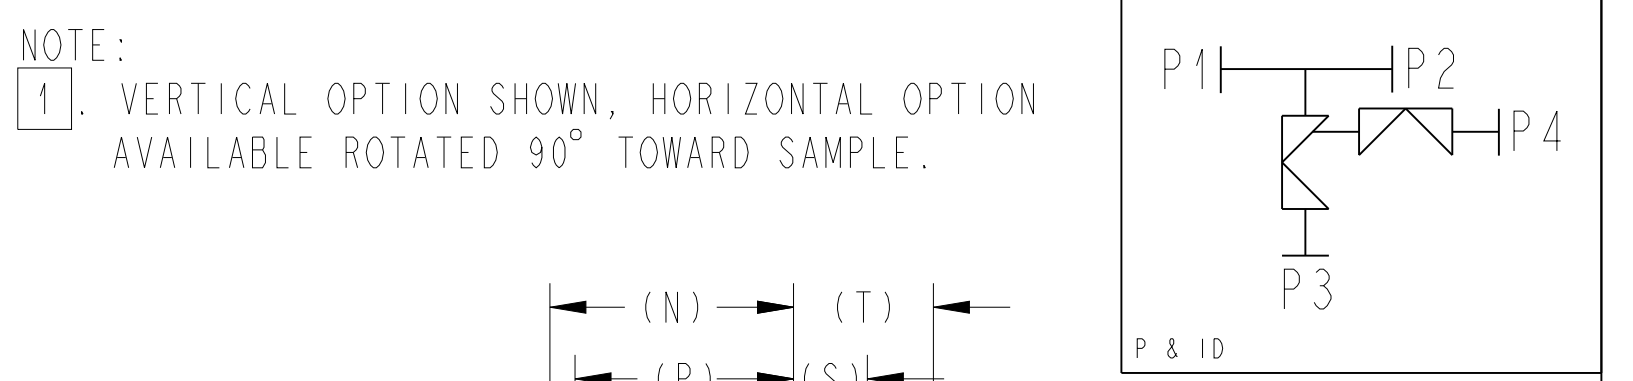 NOTE:
1. VERTICAL OPTION SHOWN, HORIZONTAL OPTION
AVAILABLE ROTATED 90° TOWARD SAMPLE.
(N) (T)
(S)
P1 P2
P4
P3
P & ID